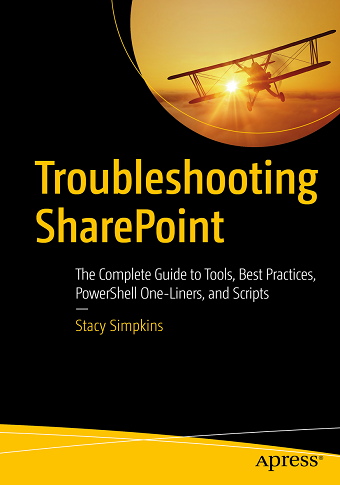 Troubleshooting
SharePoint
The Complete Guide to Tools, Best Practices,
PowerShell One-Liners, and Scripts
—
Stacy Simpkins
Apress®